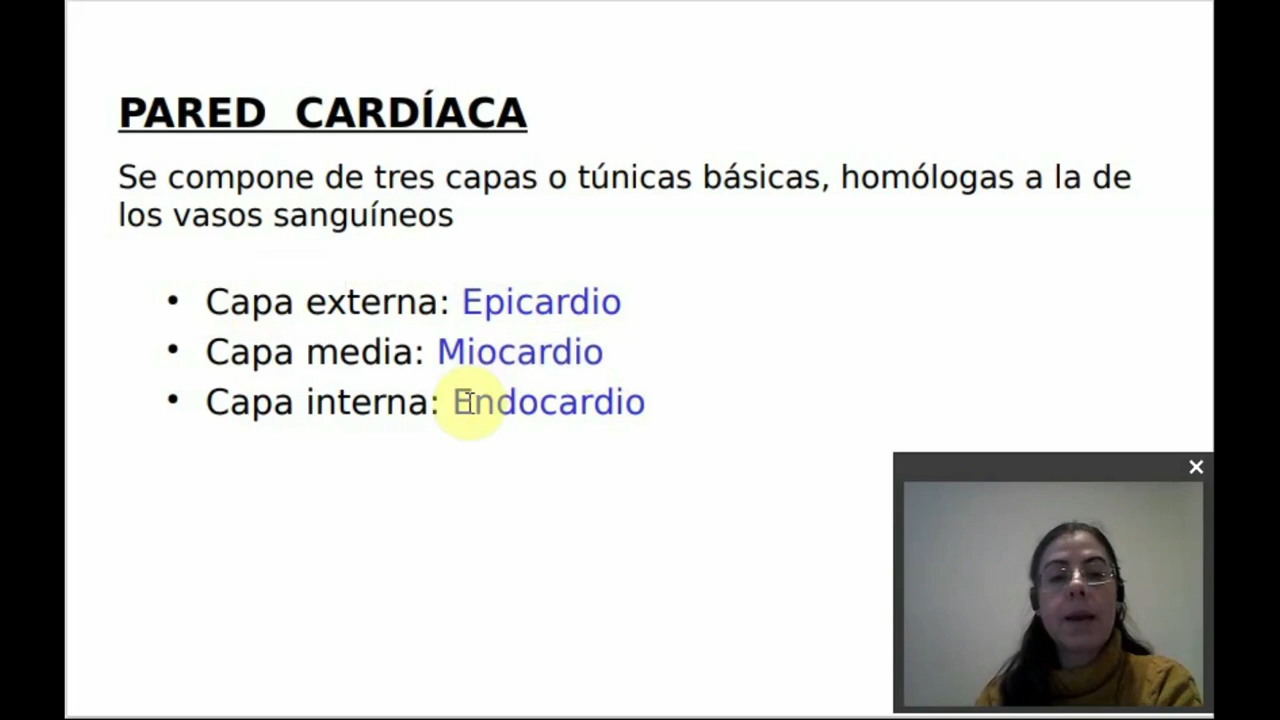 PARED CARDÍACA
Se compone de tres capas o túnicas básicas, homólogas a la de
los vasos sanguíneos
• Capa externa: Epicardio
• Capa media: Miocardio
• Capa interna: Endocardio